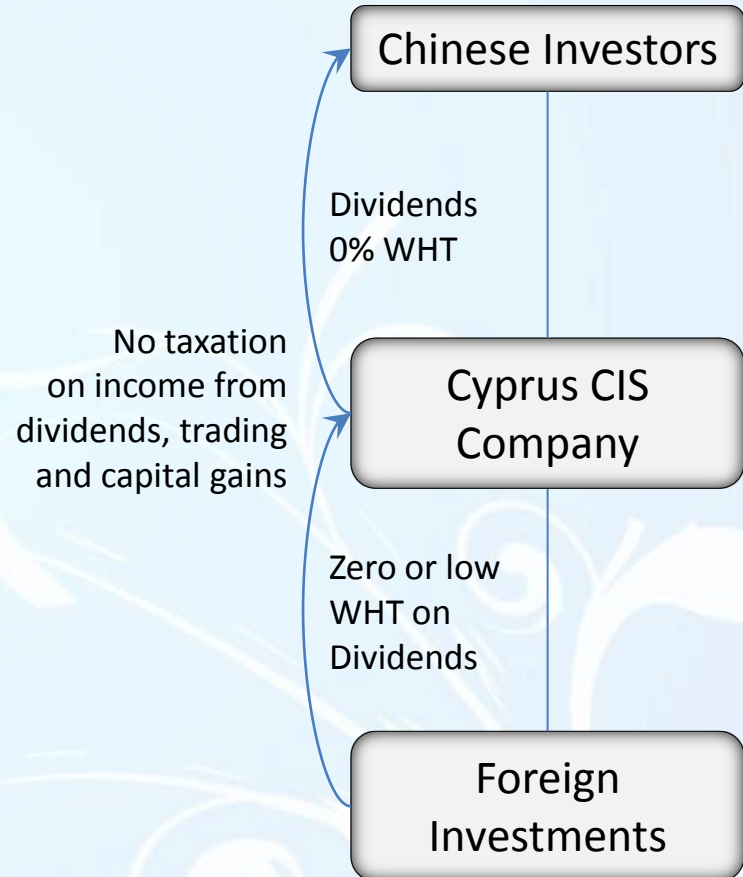 Chinese Investors
Dividends
0% WHT
No taxation
on income from
dividends, trading
and capital gains
Cyprus CIS
Company
Zero or low
WHT on
Dividends
Foreign
Investments